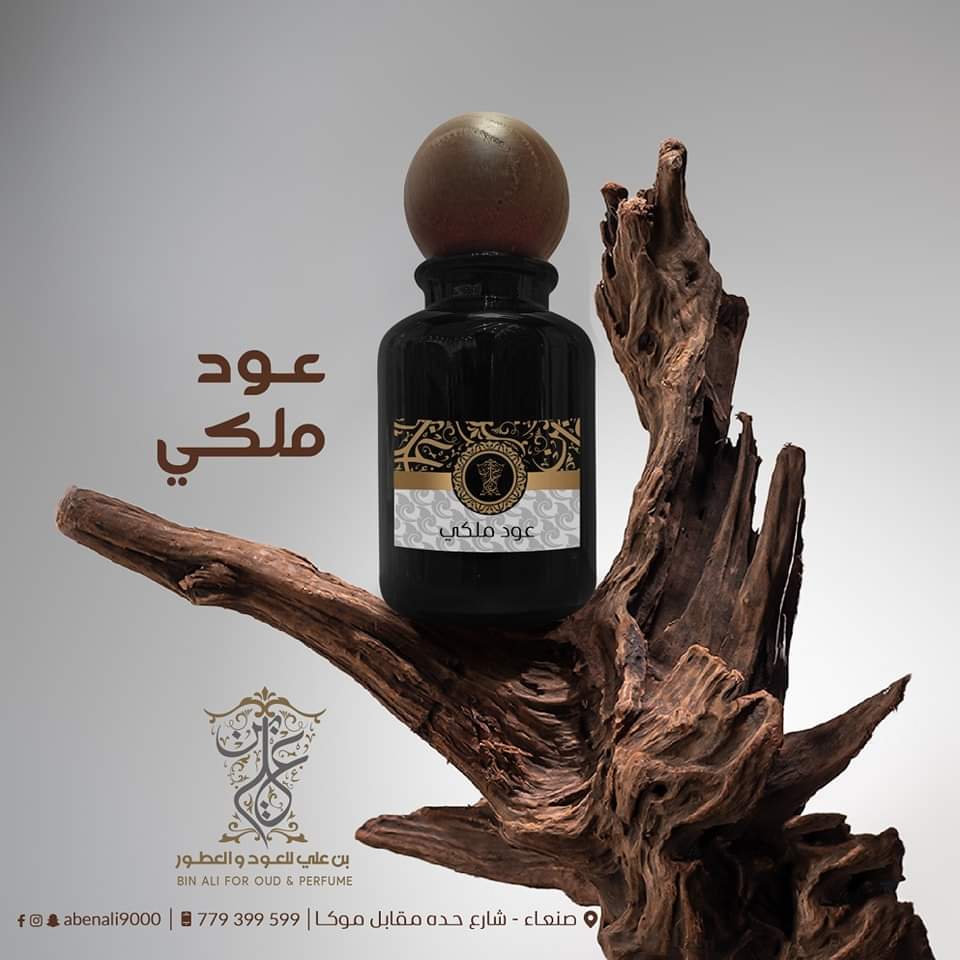 عود
ملكي
عود ملكي
بن علي للعود و العطور
BIN ALI FOR OUD & PERFUME
abenali9000 | 779 399 599 | صنعاء - شارع حده مقابل موكا